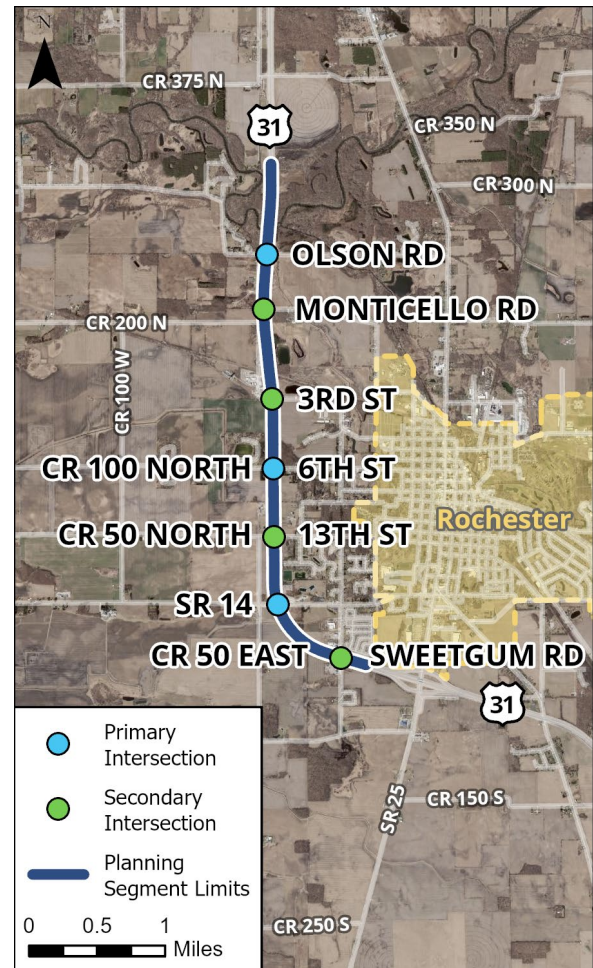 N
CR 375 N
31
CR 350 N
CR 300 N
OLSON RD
MONTICELLO RD
CR 200 N
CR 100 W
3RD ST
CR 100 NORTH
6TH ST
Rochester
CR 50 NORTH
13TH ST
SR 14
CR 50 EAST
SWEETGUM RD
31
SR 25
CR 150 S
CR 250 S
Primary
Intersection
Secondary
Intersection
Planning
Segment Limits
0 0.5 1
Miles